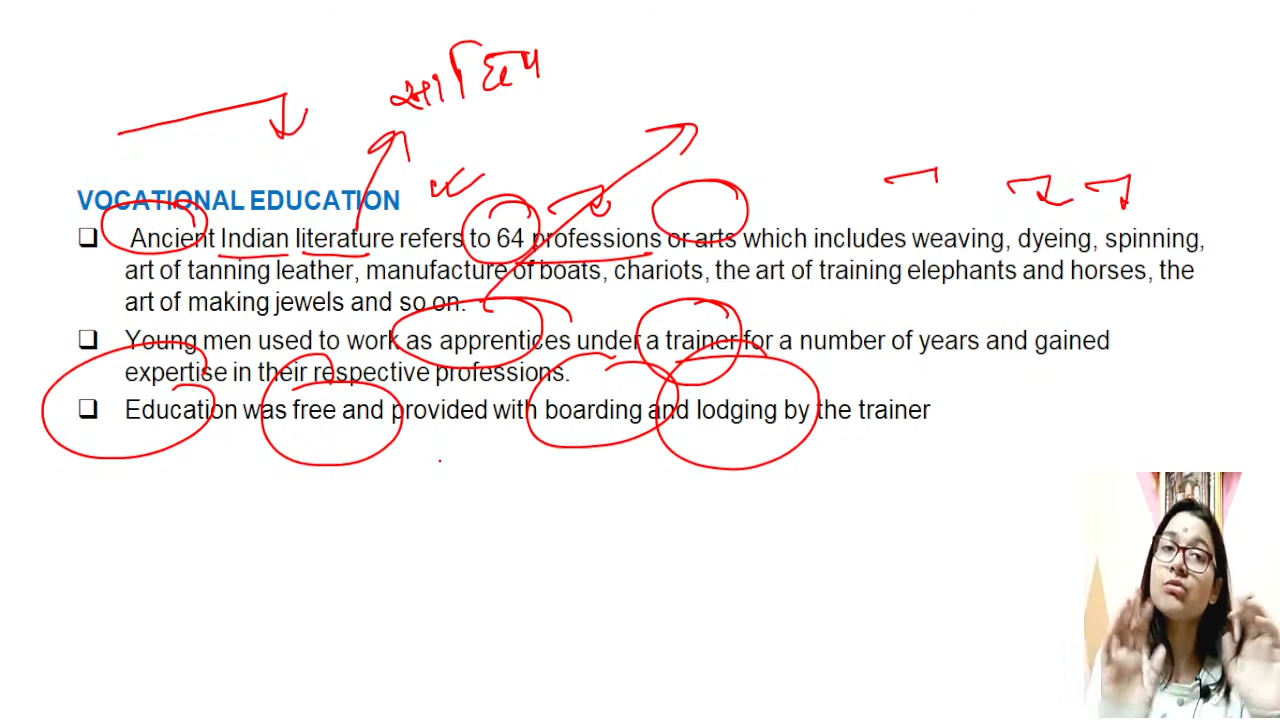 साहित्य
VOCATIONAL EDUCATION
❑ Ancient Indian literature refers to 64 professions or arts which includes weaving, dyeing, spinning,
art of tanning leather, manufacture of boats, chariots, the art of training elephants and horses, the
art of making jewels and so on.
❑ Young men used to work as apprentices under a trainer for a number of years and gained
expertise in their respective professions.
❑ Education was free and provided with boarding and lodging by the trainer